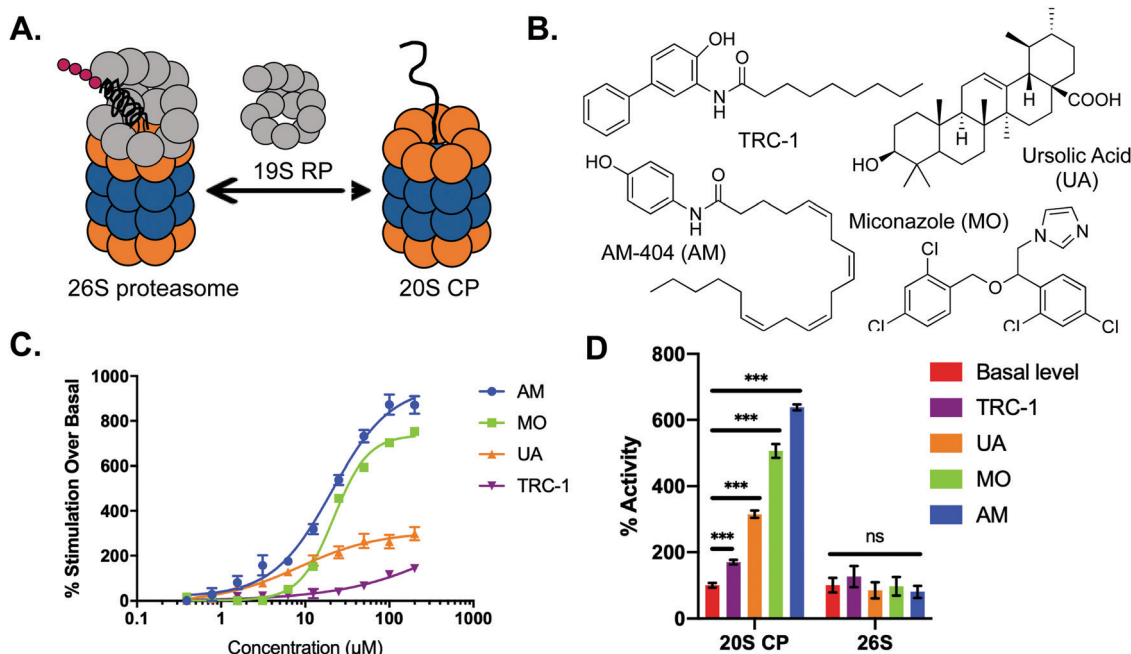 A.
19S RP
26S proteasome
20S CP
B.
OH
N
H
O
TRC-1
COOH
H
H
H
HO
Ursolic Acid
(UA)
HO
O
N
H
AM-404 (AM)
Miconazole (MO)
N
N
Cl
O
Cl
Cl
Cl
C.
% Stimulation Over Basal
1000
800
600
400
200
0
0.1
1
10
100
1000
Concentration (µM)
AM
MO
UA
TRC-1
D
% Activity
800
600
400
200
0
***
***
***
***
ns
20S CP
26S
Basal level
TRC-1
UA
MO
AM